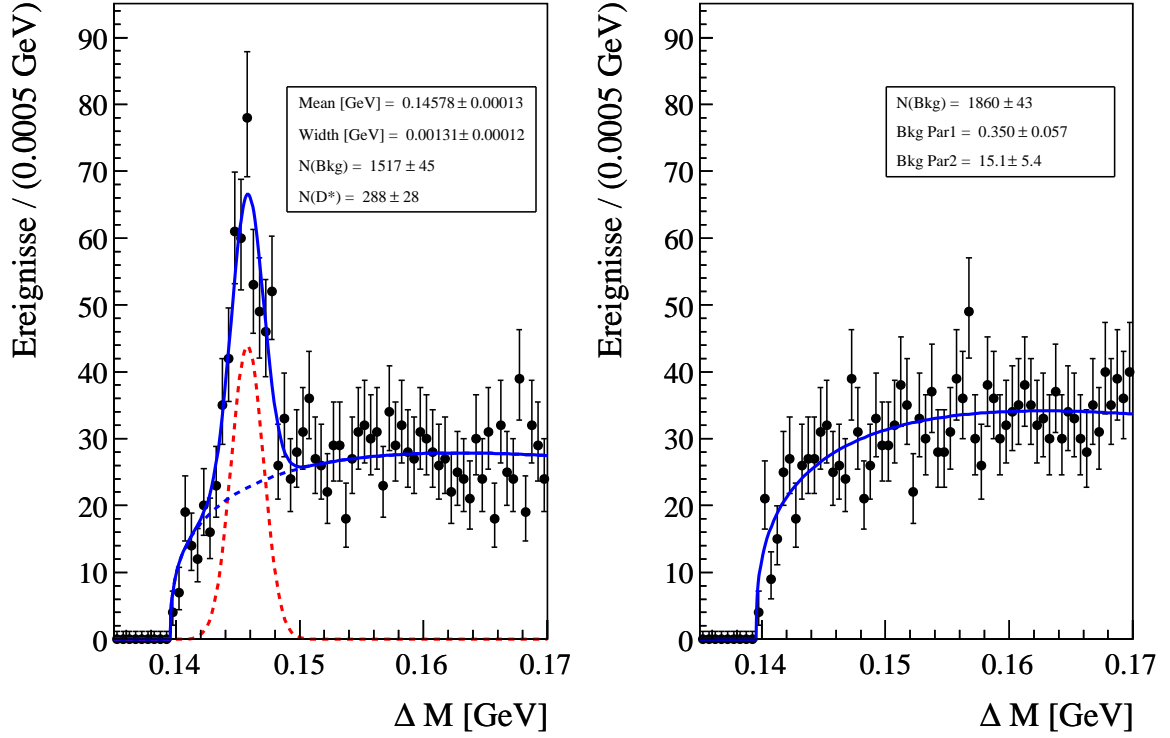 Ereignisse / (0.0005 GeV)
90
80
70
60
50
40
30
20
10
0
Mean [GeV] = 0.14578 ± 0.00013
Width [GeV] = 0.00131 ± 0.00012
N(Bkg) = 1517 ± 45
N(D*) = 288 ± 28
0.14 0.15 0.16 0.17
Δ M [GeV]
Ereignisse / (0.0005 GeV)
90
80
70
60
50
40
30
20
10
0
N(Bkg) = 1860 ± 43
Bkg Par1 = 0.350 ± 0.057
Bkg Par2 = 15.1 ± 5.4
0.14 0.15 0.16 0.17
Δ M [GeV]